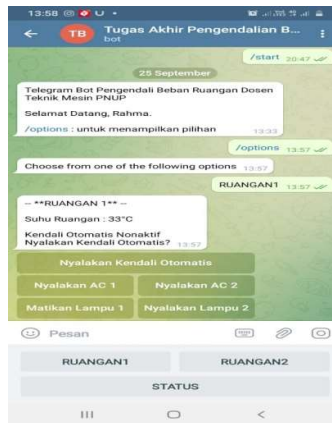 13:58
Tugas Akhir Pengendalian B...
TB
bot
/start 20:47
25 September
Telegram Bot Pengendali Beban Ruangan Dosen
Teknik Mesin PNUP
Selamat Datang, Rahma.
/options : untuk menampilkan pilihan 13:33
/options 13:57
Choose from one of the following options 13:57
RUANGAN1 13:57
-- **RUANGAN 1** --
Suhu Ruangan : 33°C
Kendali Otomatis Nonaktif
Nyalakan Kendali Otomatis? 13:57
Nyalakan Kendali Otomatis
Nyalakan AC 1 Nyalakan AC 2
Matikan Lampu 1 Nyalakan Lampu 2
Pesan
RUANGAN1 RUANGAN2
STATUS